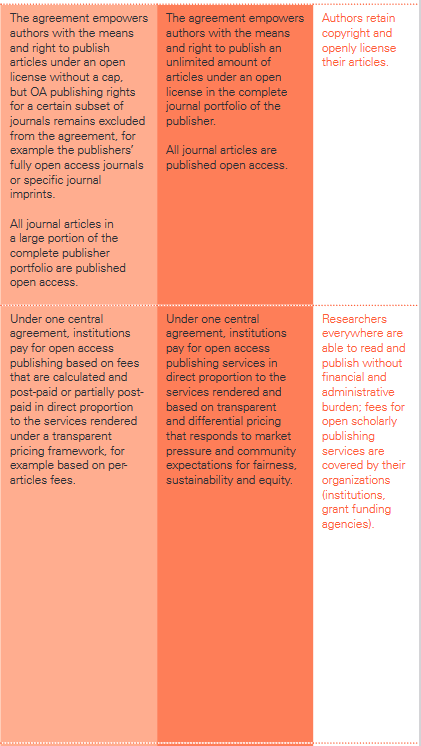 The agreement empowers
authors with the means
and right to publish
articles under an open
license without a cap,
but OA publishing rights
for a certain subset of
journals remains excluded
from the agreement, for
example the publishers’
fully open access journals
or specific journal
imprints.
All journal articles in
a large portion of the
complete publisher
portfolio are published
open access.
The agreement empowers
authors with the means
and right to publish an
unlimited amount of
articles under an open
license in the complete
journal portfolio of the
publisher.
All journal articles are
published open access.
Authors retain
copyright and
openly license
their articles.
Under one central
agreement, institutions
pay for open access
publishing based on fees
that are calculated and
post-paid or partially post-
paid in direct proportion
to the services rendered
under a transparent
pricing framework, for
example based on per-
articles fees.
Under one central
agreement, institutions
pay for open access
publishing services in
direct proportion to the
services rendered and
based on transparent
and differential pricing
that responds to market
pressure and community
expectations for fairness,
sustainability and equity.
Researchers
everywhere are
able to read and
publish without
financial and
administrative
burden; fees for
open scholarly
publishing
services are
covered by their
organizations
(institutions,
grant funding
agencies).